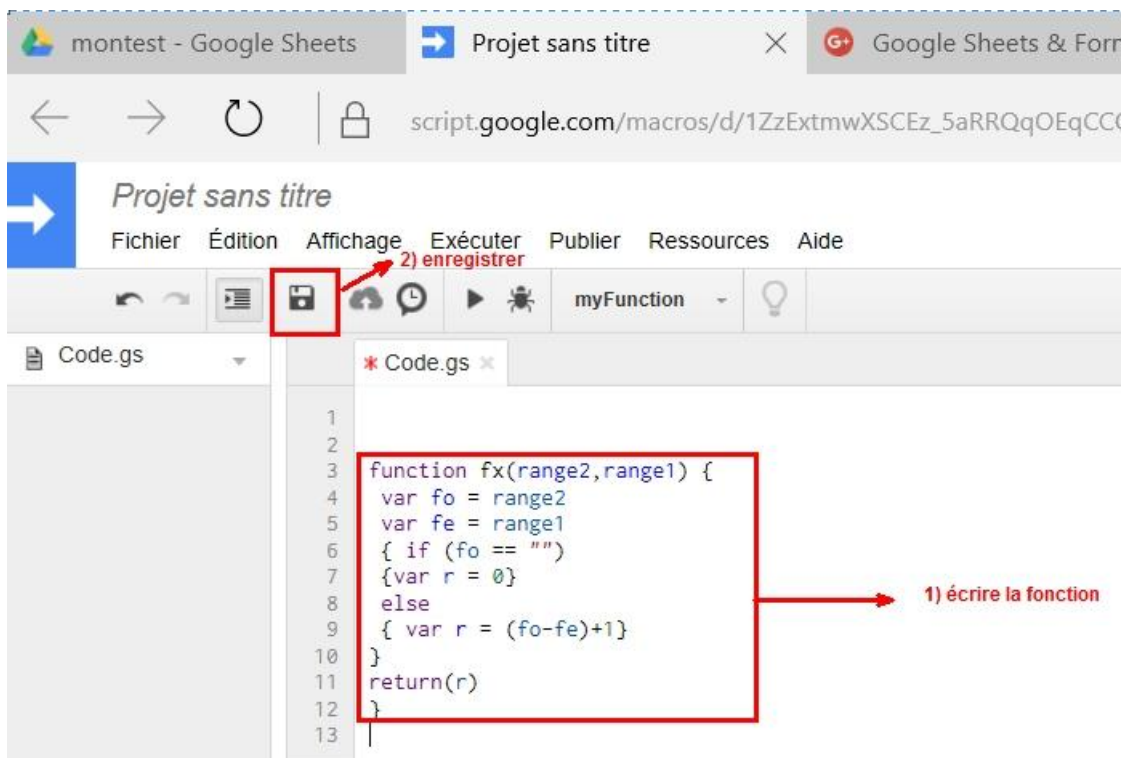 montest - Google Sheets Projet sans titre Google Sheets & For
script.google.com/macros/d/1ZzExtmwXSCEz_5aRRQqOEqCC
Projet sans titre
Fichier Édition Affichage Exécuter Publier Ressources Aide
2) enregistrer
myFunction
Code.gs
* Code.gs
1
2
3 function fx(range2,range1) {
4 var fo = range2
5 var fe = range1
6 { if (fo == "")
7 {var r = 0}
8 else
9 { var r = (fo-fe)+1}
10 }
11 return(r)
12 }
13
1) écrire la fonction